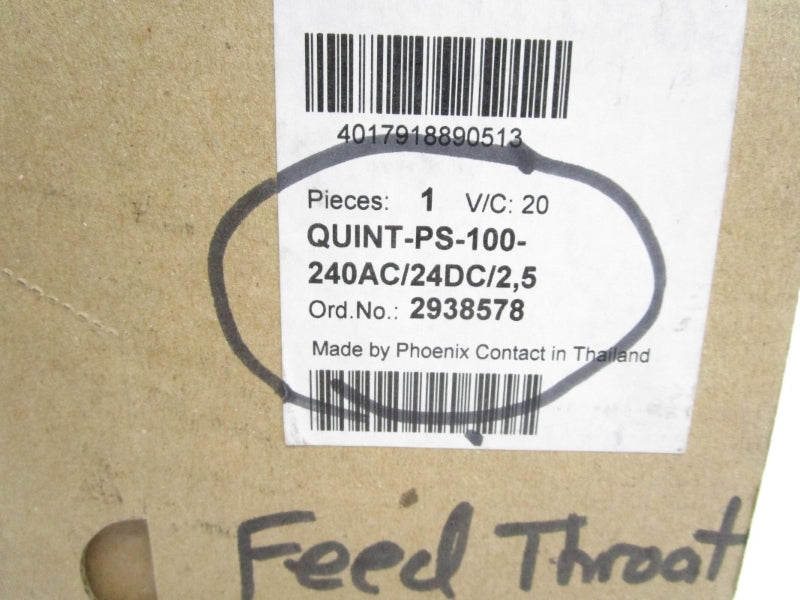 4017918890513
Pieces: 1 V/C: 20
QUINT-PS-100-
240AC/24DC/2,5
Ord.No.: 2938578
Made by Phoenix Contact in Thailand
Feed Throat